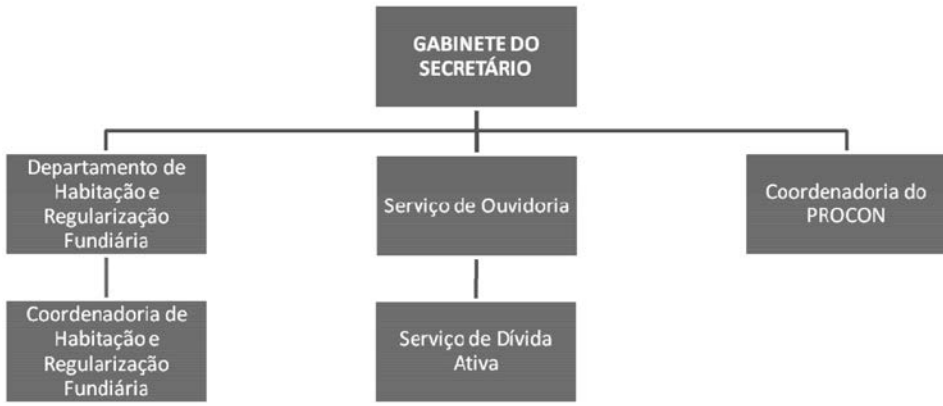 GABINETE DO
SECRETÁRIO
Departamento de
Habitação e
Regularização
Fundiária
Serviço de Ouvidoria
Coordenadoria do
PROCON
Coordenadoria de
Habitação e
Regularização
Fundiária
Serviço de Dívida
Ativa